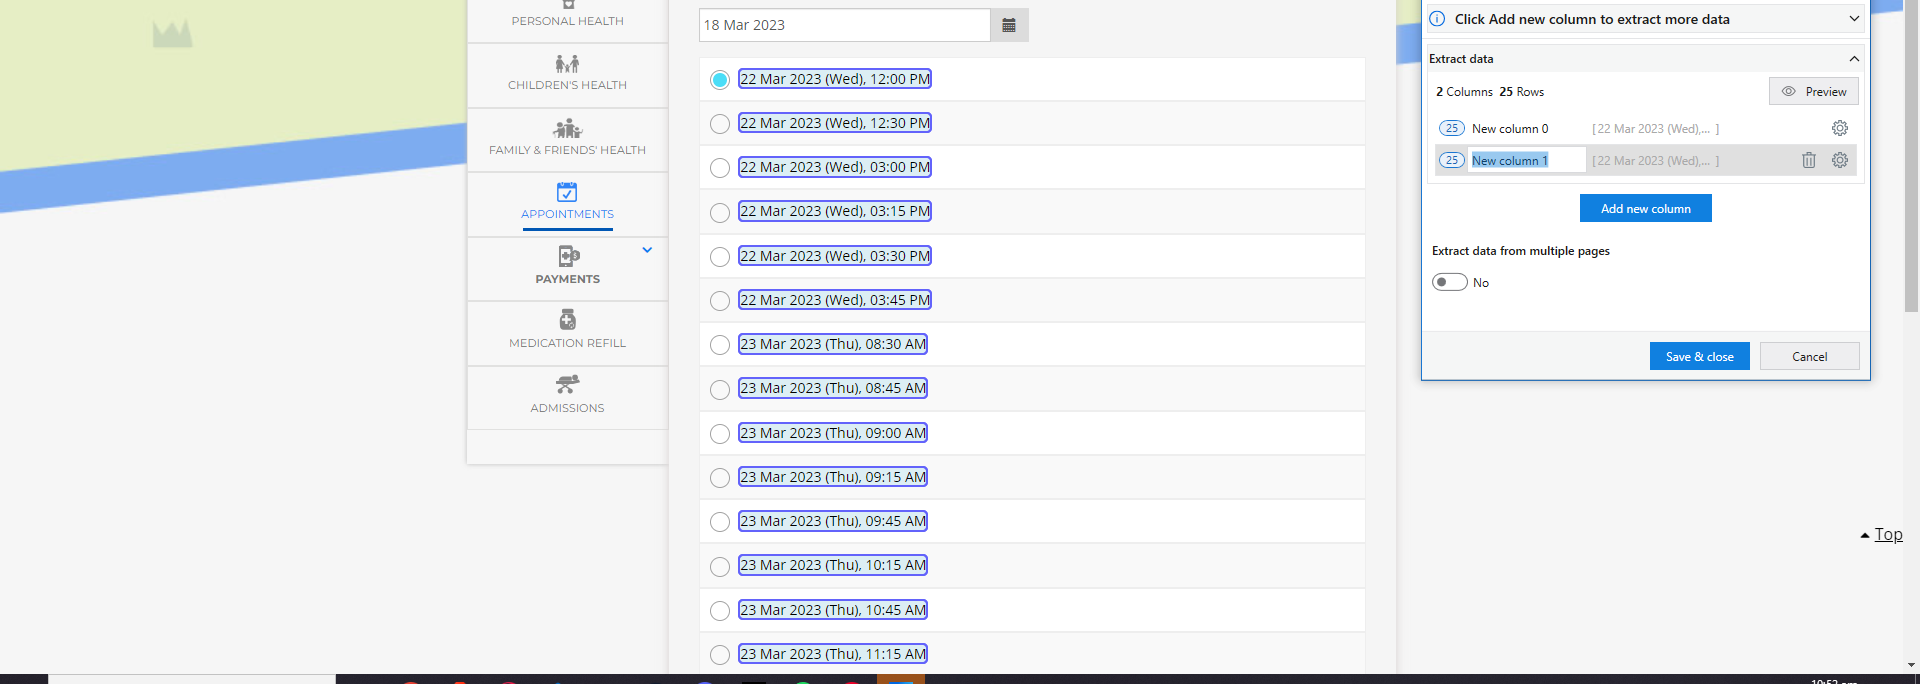 PERSONAL HEALTH
CHILDREN'S HEALTH
FAMILY & FRIENDS' HEALTH
APPOINTMENTS
PAYMENTS
MEDICATION REFILL
ADMISSIONS
18 Mar 2023
22 Mar 2023 (Wed), 12:00 PM
22 Mar 2023 (Wed), 12:30 PM
22 Mar 2023 (Wed), 03:00 PM
22 Mar 2023 (Wed), 03:15 PM
22 Mar 2023 (Wed), 03:30 PM
22 Mar 2023 (Wed), 03:45 PM
23 Mar 2023 (Thu), 08:30 AM
23 Mar 2023 (Thu), 08:45 AM
23 Mar 2023 (Thu), 09:00 AM
23 Mar 2023 (Thu), 09:15 AM
23 Mar 2023 (Thu), 09:45 AM
23 Mar 2023 (Thu), 10:15 AM
23 Mar 2023 (Thu), 10:45 AM
23 Mar 2023 (Thu), 11:15 AM
Click Add new column to extract more data
Extract data
2 Columns 25 Rows
Preview
25 New column 0 [ 22 Mar 2023 (Wed),... ]
25 New column 1 [ 22 Mar 2023 (Wed),... ]
Add new column
Extract data from multiple pages
No
Save & close
Cancel
Top